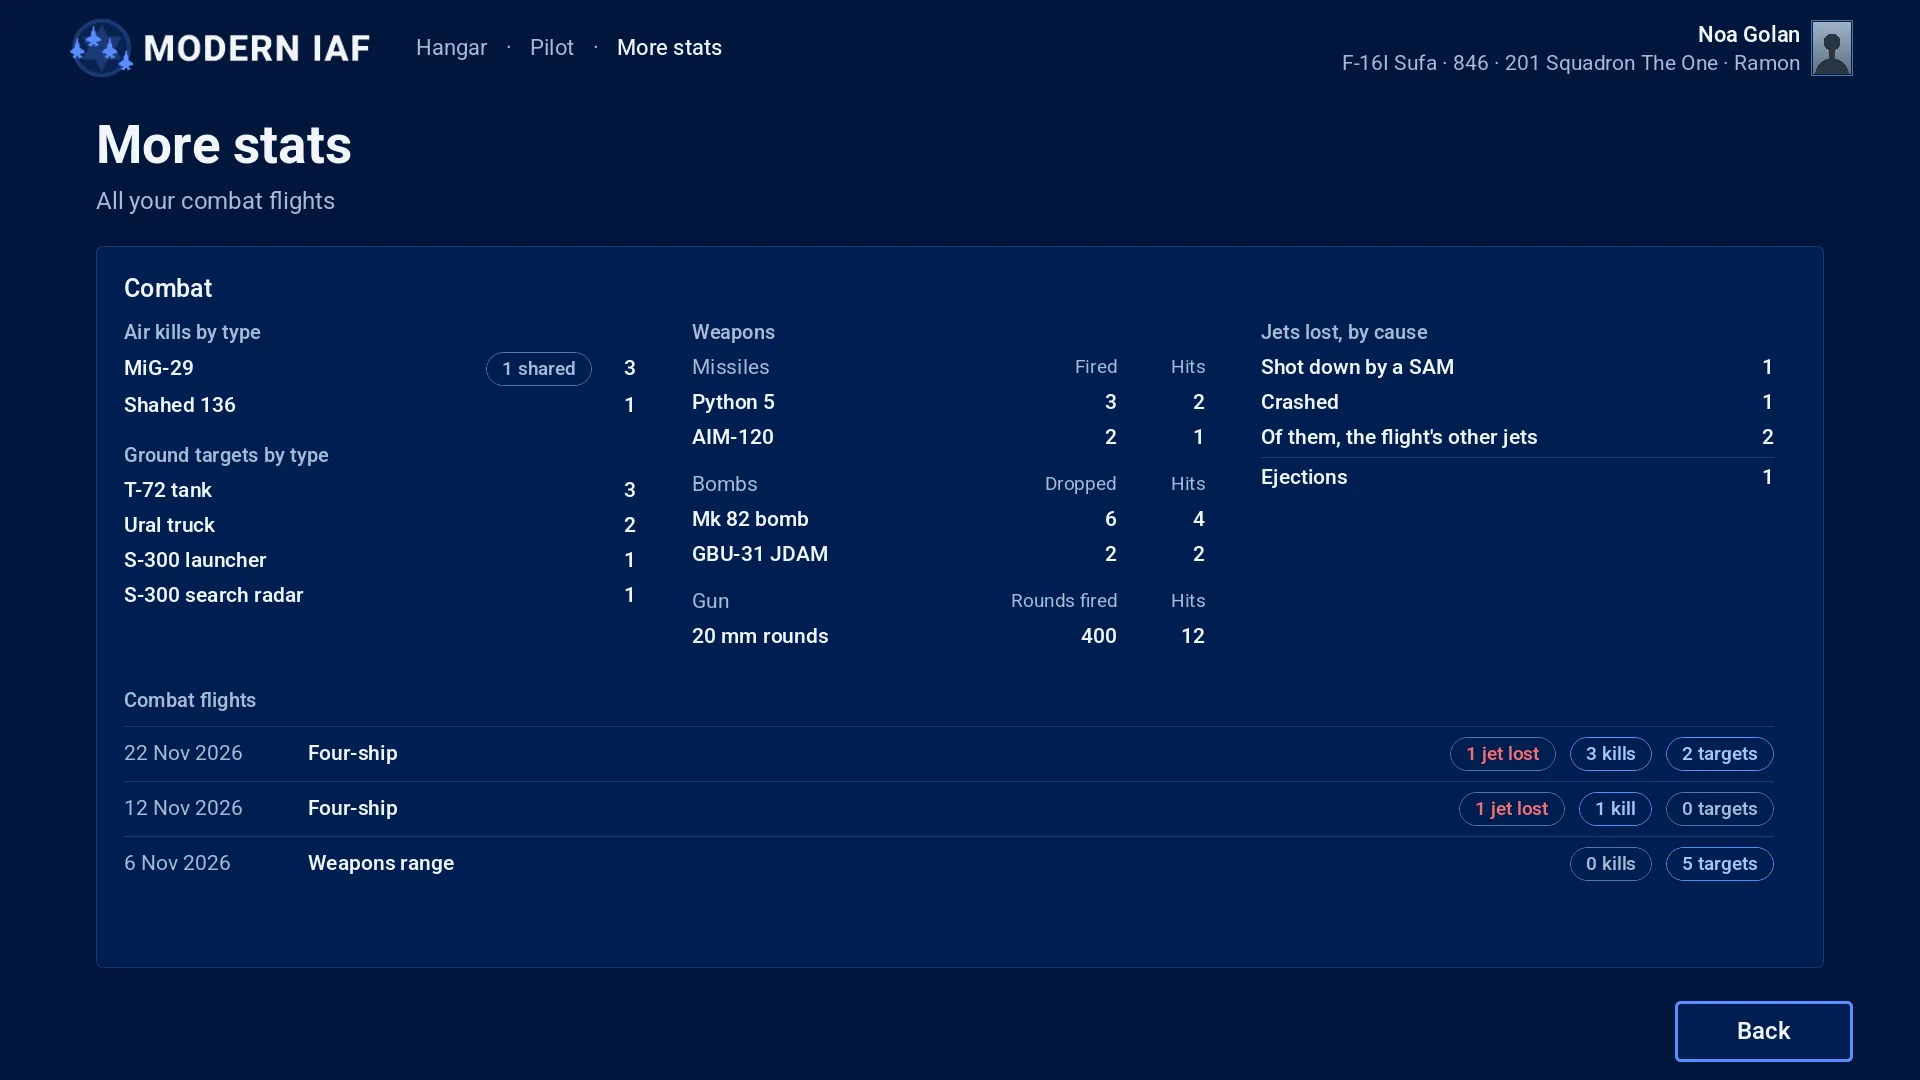 MODERN IAF
Hangar · Pilot · More stats
Noa Golan
F-16I Sufa · 846 · 201 Squadron The One · Ramon
More stats
All your combat flights
Combat
Air kills by type
MiG-29 1 shared 3
Shahed 136 1
Ground targets by type
T-72 tank 3
Ural truck 2
S-300 launcher 1
S-300 search radar 1
Weapons
Missiles Fired Hits
Python 5 3 2
AIM-120 2 1
Bombs Dropped Hits
Mk 82 bomb 6 4
GBU-31 JDAM 2 2
Gun Rounds fired Hits
20 mm rounds 400 12
Jets lost, by cause
Shot down by a SAM 1
Crashed 1
Of them, the flight's other jets 2
Ejections 1
Combat flights
22 Nov 2026 Four-ship 1 jet lost 3 kills 2 targets
12 Nov 2026 Four-ship 1 jet lost 1 kill 0 targets
6 Nov 2026 Weapons range 0 kills 5 targets
Back